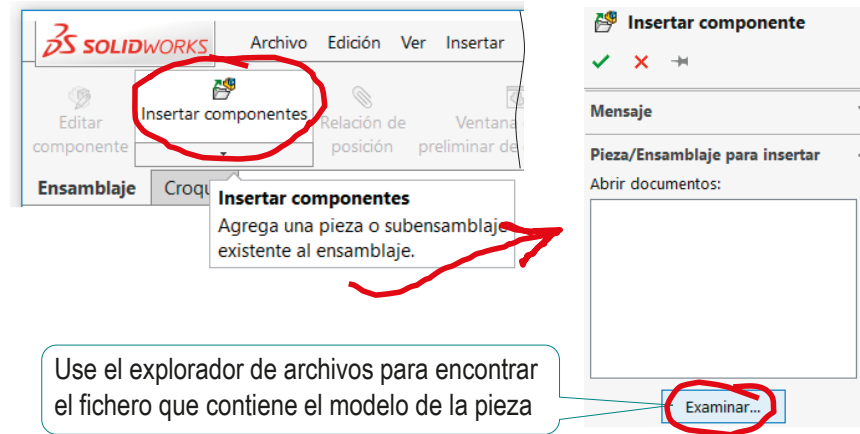 SOLIDWORKS
Archivo Edición Ver Insertar
Editar
componente
Insertar componentes
Relación de
posición
Ventana
preliminar de
Ensamblaje
Croqu
Insertar componentes
Agrega una pieza o subensamblaje
existente al ensamblaje.
Insertar componente
Mensaje
Pieza/Ensamblaje para insertar
Abrir documentos:
Examinar...
Use el explorador de archivos para encontrar
el fichero que contiene el modelo de la pieza